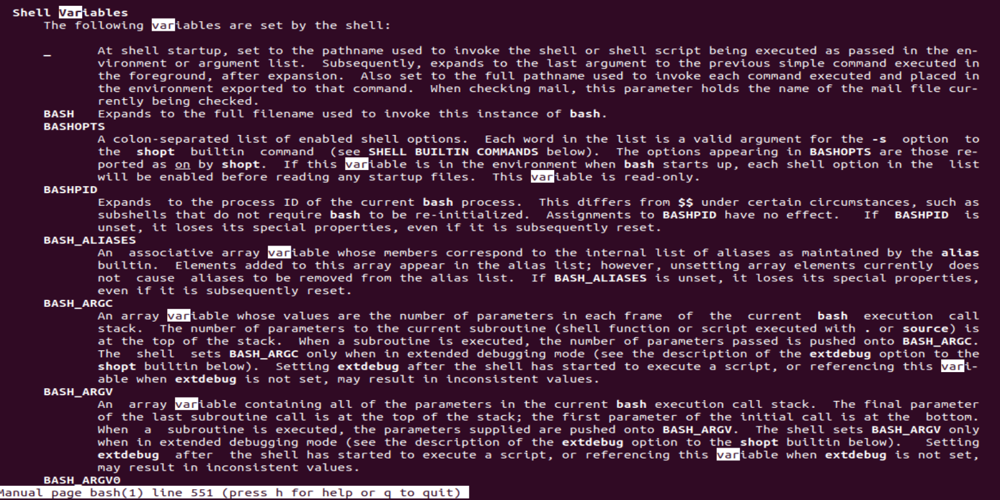 Shell Variables
The following variables are set by the shell:
_ At shell startup, set to the pathname used to invoke the shell or shell script being executed as passed in the en-
vironment or argument list. Subsequently, expands to the last argument to the previous simple command executed in
the foreground, after expansion. Also set to the full pathname used to invoke each command executed and placed in
the environment exported to that command. When checking mail, this parameter holds the name of the mail file cur-
rently being checked.
BASH Expands to the full filename used to invoke this instance of bash.
BASHOPTS
A colon-separated list of enabled shell options. Each word in the list is a valid argument for the -s option to
the shopt builtin command (see SHELL BUILTIN COMMANDS below). The options appearing in BASHOPTS are those re-
ported as on by shopt. If this variable is in the environment when bash starts up, each shell option in the list
will be enabled before reading any startup files. This variable is read-only.
BASHPID
Expands to the process ID of the current bash process. This differs from $$ under certain circumstances, such as
subshells that do not require bash to be re-initialized. Assignments to BASHPID have no effect. If BASHPID is
unset, it loses its special properties, even if it is subsequently reset.
BASH_ALIASES
An associative array variable whose members correspond to the internal list of aliases as maintained by the alias
builtin. Elements added to this array appear in the alias list; however, unsetting array elements currently does
not cause aliases to be removed from the alias list. If BASH_ALIASES is unset, it loses its special properties,
even if it is subsequently reset.
BASH_ARGC
An array variable whose values are the number of parameters in each frame of the current bash execution call
stack. The number of parameters to the current subroutine (shell function or script executed with . or source) is
at the top of the stack. When a subroutine is executed, the number of parameters passed is pushed onto BASH_ARGC.
The shell sets BASH_ARGC only when in extended debugging mode (see the description of the extdebug option to the
shopt builtin below). Setting extdebug after the shell has started to execute a script, or referencing this vari-
able when extdebug is not set, may result in inconsistent values.
BASH_ARGV
An array variable containing all of the parameters in the current bash execution call stack. The final parameter
of the last subroutine call is at the top of the stack; the first parameter of the initial call is at the bottom.
When a subroutine is executed, the parameters supplied are pushed onto BASH_ARGV. The shell sets BASH_ARGV only
when in extended debugging mode (see the description of the extdebug option to the shopt builtin below). Setting
extdebug after the shell has started to execute a script, or referencing this variable when extdebug is not set,
may result in inconsistent values.
BASH_ARGV0
Manual page bash(1) line 551 (press h for help or q to quit)